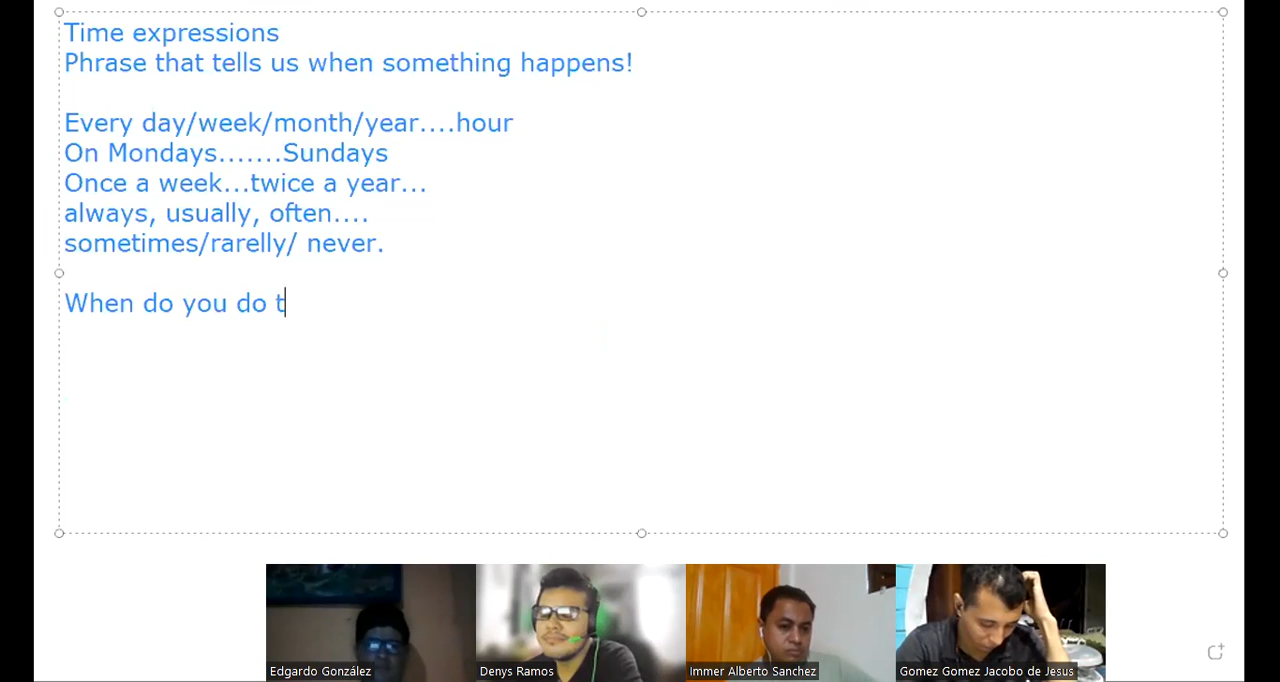 Time expressions
Phrase that tells us when something happens!
Every day/week/month/year....hour
On Mondays.......Sundays
Once a week...twice a year...
always, usually, often....
sometimes/rarelly/ never.
When do you do t
Edgardo González
Denys Ramos
Immer Alberto Sanchez
Gomez Gomez Jacobo de Jesus